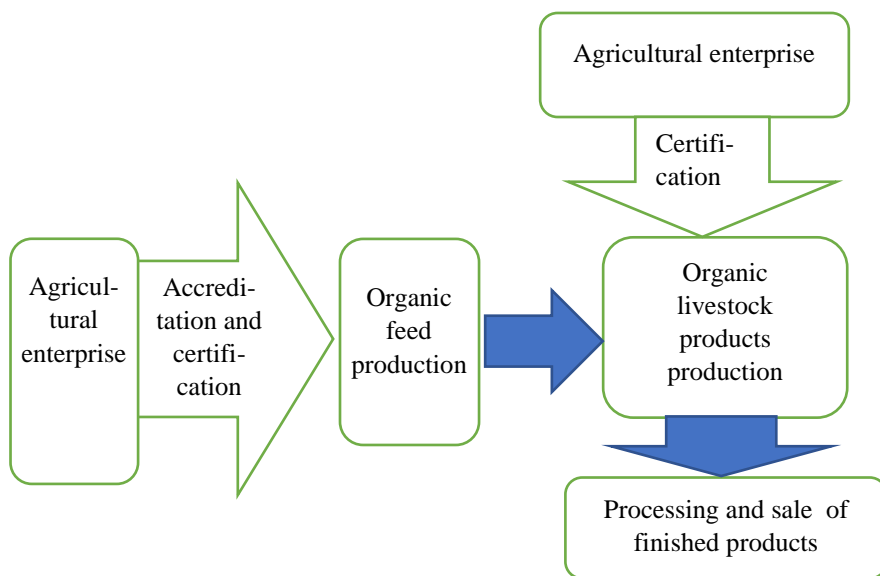 Agricultural enterprise
Certifi-
cation
Agricul-
tural
enterprise
Accredi-
tation and
certifi-
cation
Organic
feed
production
Organic
livestock
products
production
Processing and sale of
finished products